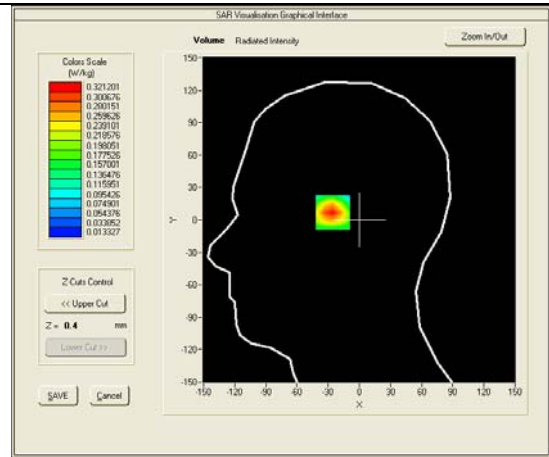 SAR Visualisation Graphical Interface
Volume Radiated Intensity
Zoom In/Out
Colors Scale
(W/kg)
0.321201
0.300676
0.280151
0.259626
0.239101
0.218576
0.198051
0.177526
0.157001
0.136476
0.115951
0.095426
0.074901
0.054376
0.033852
0.013327
Z Cuts Control
<< Upper Cut
Z = 0.4 mm
Lower Cut >>
SAVE
Cancel
150
120
90
60
30
0
-30
-60
-90
-120
-150
Y
-150 -120 -90 -60 -30 0 30 60 90 120 150
X